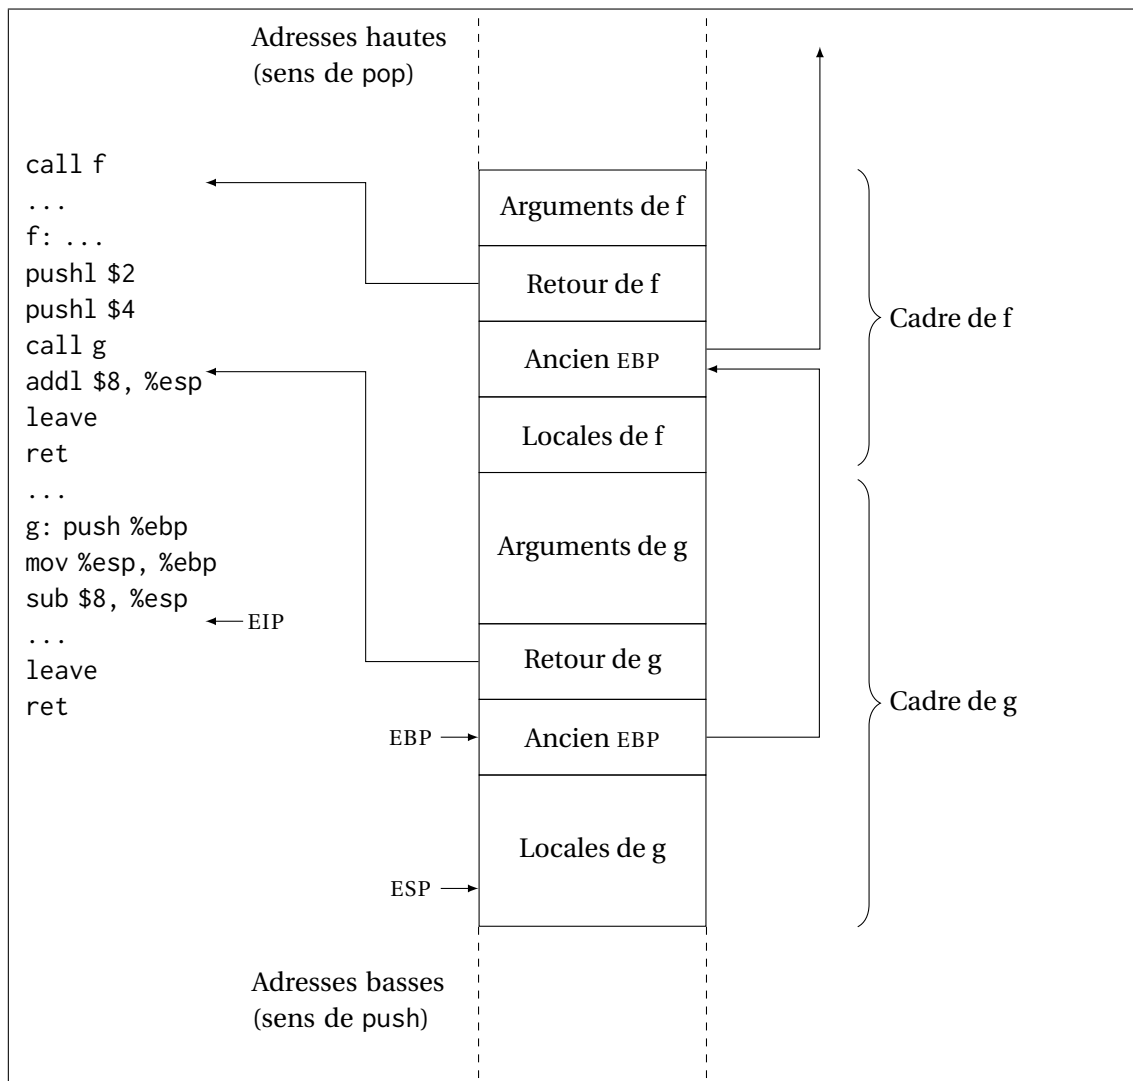 Adresses hautes
(sens de pop)
call f
...
f: ...
pushl $2
pushl $4
call g
addl $8, %esp
leave
ret
...
g: push %ebp
mov %esp, %ebp
sub $8, %esp
...
leave
ret
EIP
EBP
ESP
Arguments de f
Retour de f
Ancien EBP
Locales de f
Arguments de g
Retour de g
Ancien EBP
Locales de g
Cadre de f
Cadre de g
Adresses basses
(sens de push)